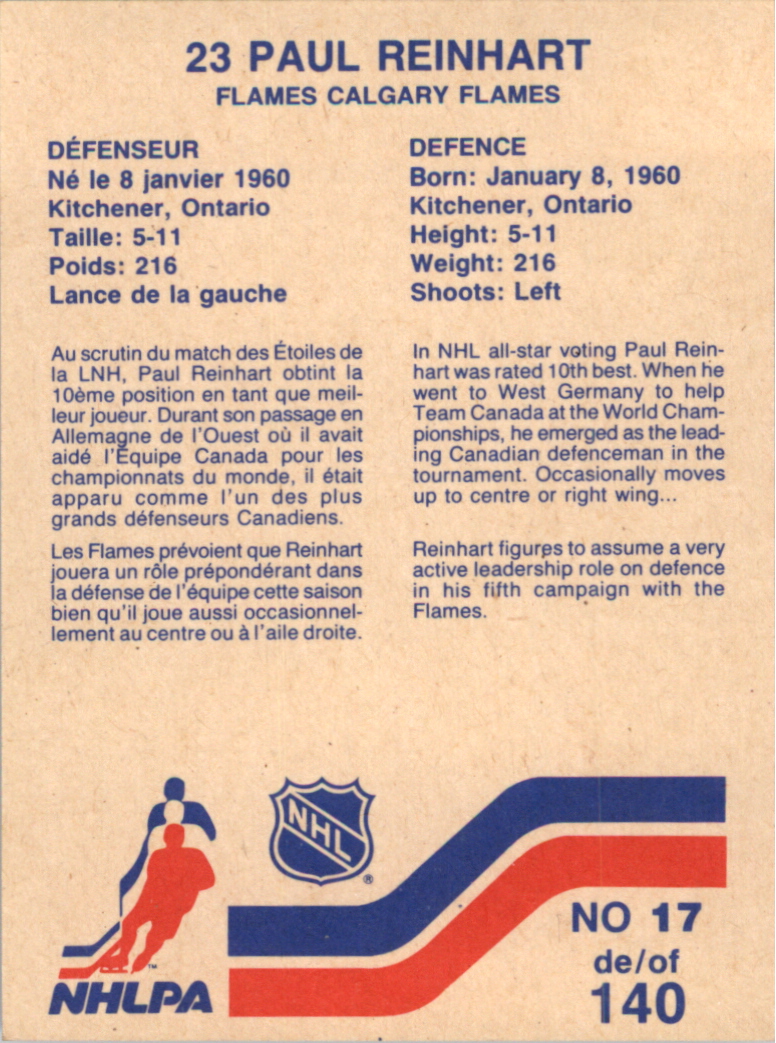 23 PAUL REINHART
FLAMES CALGARY FLAMES
DÉFENSEUR
Né le 8 janvier 1960
Kitchener, Ontario
Taille: 5-11
Poids: 216
Lance de la gauche
Au scrutin du match des Étoiles de
la LNH, Paul Reinhart obtint la
10ème position en tant que meil-
leur joueur. Durant son passage en
Allemagne de l'Ouest où il avait
aidé l'Équipe Canada pour les
championnats du monde, il était
apparu comme l'un des plus
grands défenseurs Canadiens.
Les Flames prévoient que Reinhart
jouera un rôle prépondérant dans
la défense de l'équipe cette saison
bien qu'il joue aussi occasionnel-
lement au centre ou à l'aile droite.
DEFENCE
Born: January 8, 1960
Kitchener, Ontario
Height: 5-11
Weight: 216
Shoots: Left
In NHL all-star voting Paul Rein-
hart was rated 10th best. When he
went to West Germany to help
Team Canada at the World Cham-
pionships, he emerged as the lead-
ing Canadian defenceman in the
tournament. Occasionally moves
up to centre or right wing...
Reinhart figures to assume a very
active leadership role on defence
in his fifth campaign with the
Flames.
NHL
®
™
NHLPA
NO 17
de/of
140